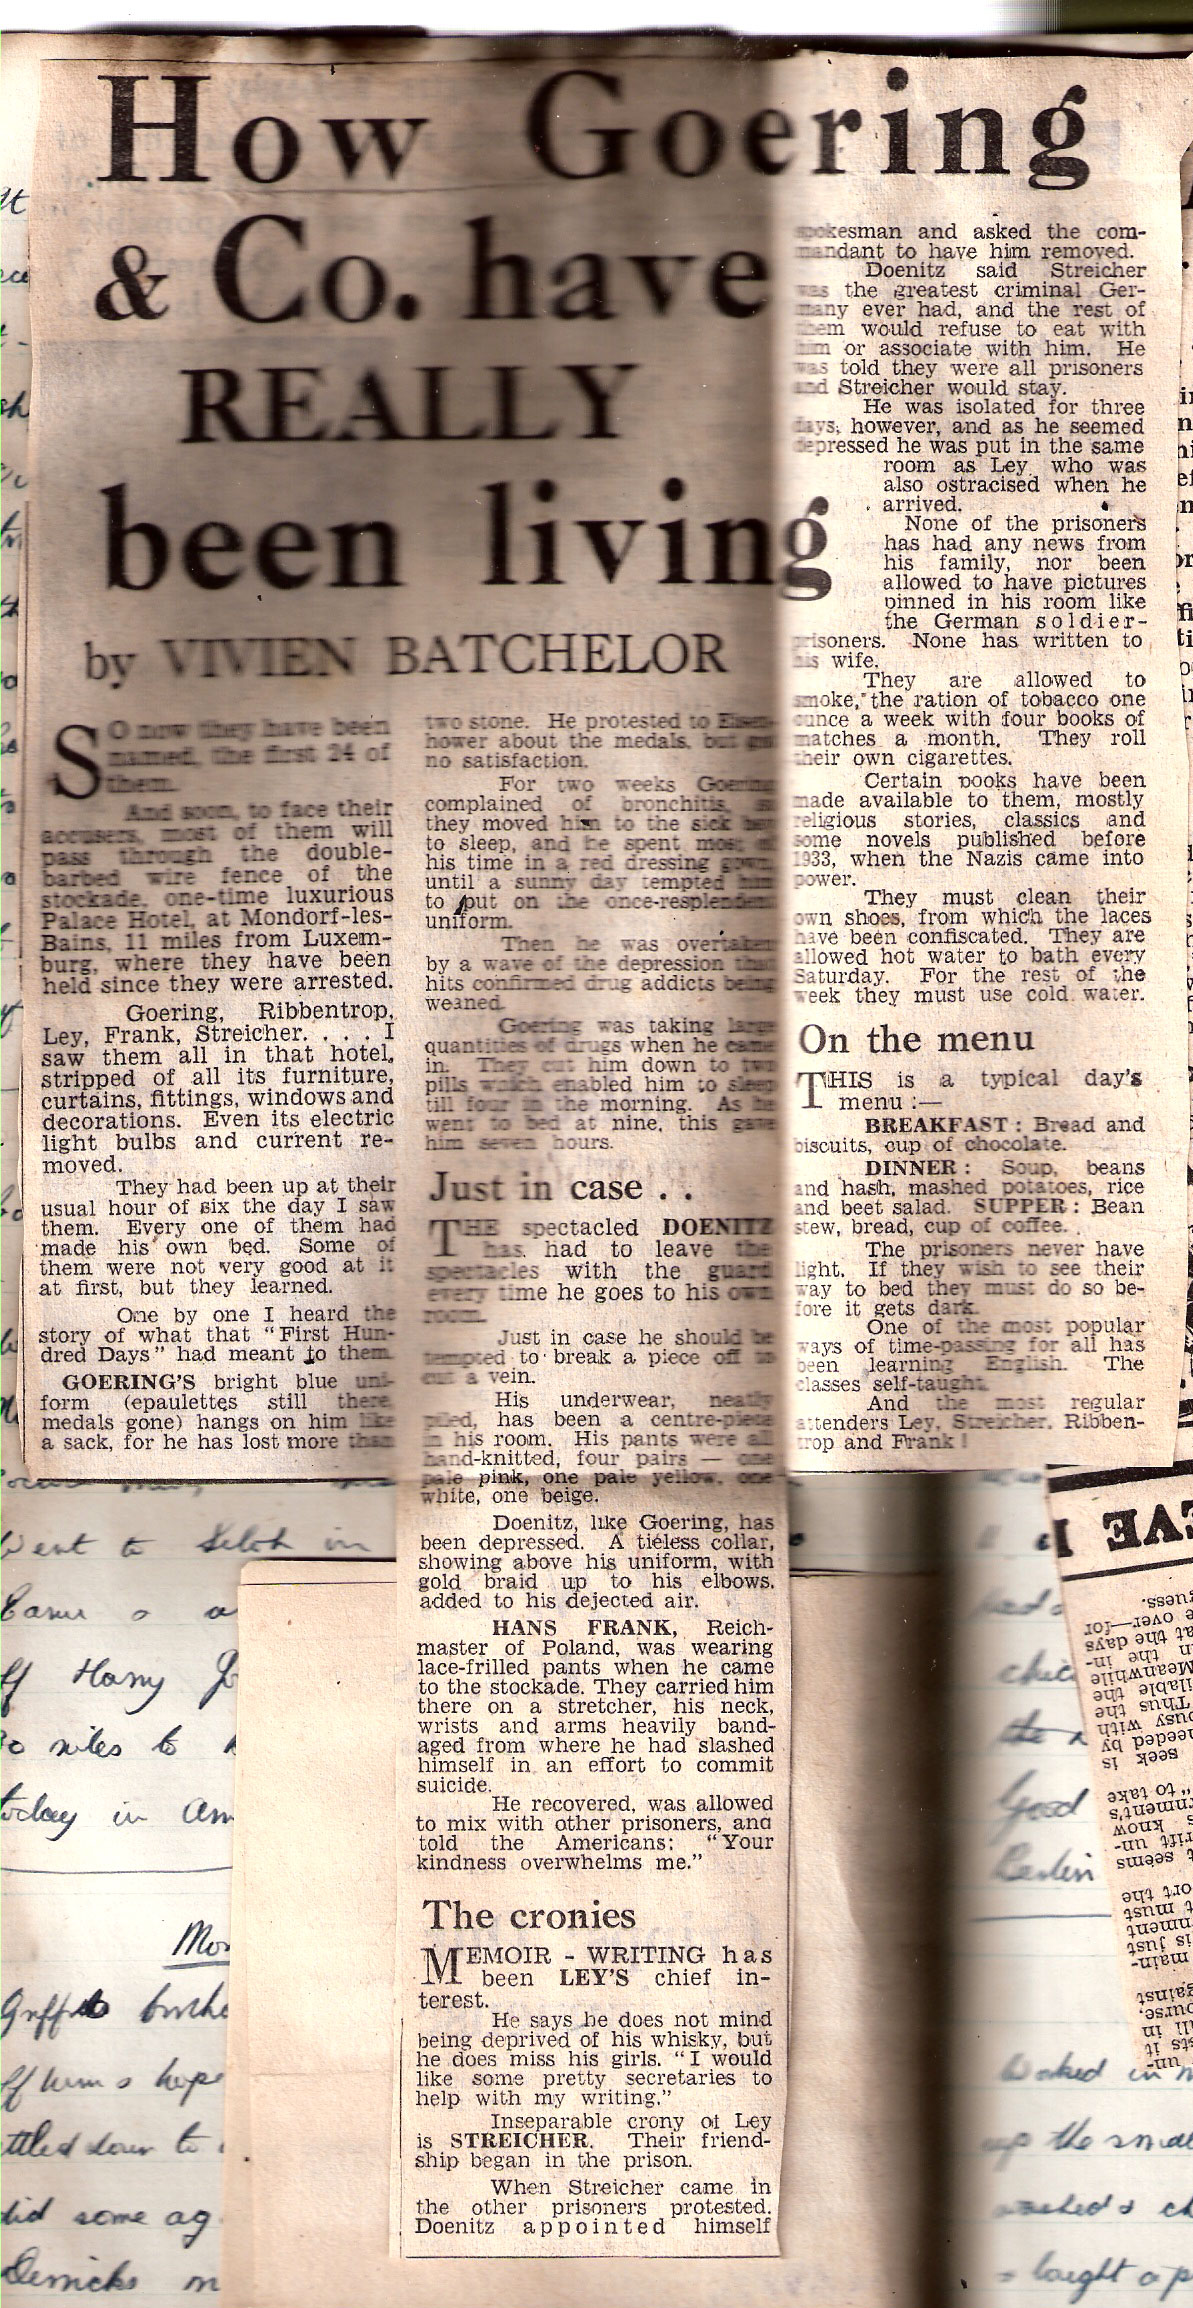 How Goering
& Co. have
REALLY
been living
by VIVIEN BATCHELOR
SO now they have been
named, the first 24 of
them.
And soon, to face their
accusers, most of them will
pass through the double-
barbed wire fence of the
stockade, one-time luxurious
Palace Hotel, at Mondorf-les-
Bains, 11 miles from Luxem-
burg, where they have been
held since they were arrested.
Goering, Ribbentrop,
Ley, Frank, Streicher. . . . I
saw them all in that hotel,
stripped of all its furniture,
curtains, fittings, windows and
decorations. Even its electric
light bulbs and current re-
moved.
They had been up at their
usual hour of six the day I saw
them. Every one of them had
made his own bed. Some of
them were not very good at it
at first, but they learned.
One by one I heard the
story of what that "First Hun-
dred Days" had meant to them.
GOERING'S bright blue uni-
form (epaulettes still there,
medals gone) hangs on him like
a sack, for he has lost more than
two stone. He protested to Eisen-
hower about the medals, but got
no satisfaction.
For two weeks Goering
complained of bronchitis, so
they moved him to the sick bay
to sleep, and he spent most of
his time in a red dressing gown,
until a sunny day tempted him
to put on the once-resplendent
uniform.
Then he was overtaken
by a wave of the depression that
hits confirmed drug addicts being
weaned.
Goering was taking large
quantities of drugs when he came
in. They cut him down to two
pills which enabled him to sleep
till four in the morning. As he
went to bed at nine, this gave
him seven hours.
Just in case . .
THE spectacled DOENITZ
has had to leave the
spectacles with the guard
every time he goes to his own
room.
Just in case he should be
tempted to break a piece off to
cut a vein.
His underwear, neatly
piled, has been a centre-piece
in his room. His pants were all
hand-knitted, four pairs — one
pale pink, one pale yellow, one
white, one beige.
Doenitz, like Goering, has
been depressed. A tieless collar,
showing above his uniform, with
gold braid up to his elbows,
added to his dejected air.
HANS FRANK, Reich-
master of Poland, was wearing
lace-frilled pants when he came
to the stockade. They carried him
there on a stretcher, his neck,
wrists and arms heavily band-
aged from where he had slashed
himself in an effort to commit
suicide.
He recovered, was allowed
to mix with other prisoners, and
told the Americans: "Your
kindness overwhelms me."
The cronies
MEMOIR - WRITING has
been LEY'S chief in-
terest.
He says he does not mind
being deprived of his whisky, but
he does miss his girls. "I would
like some pretty secretaries to
help with my writing."
Inseparable crony of Ley
is STREICHER. Their friend-
ship began in the prison.
When Streicher came in
the other prisoners protested.
Doenitz appointed himself
spokesman and asked the com-
mandant to have him removed.
Doenitz said Streicher
was the greatest criminal Ger-
many ever had, and the rest of
them would refuse to eat with
him or associate with him. He
was told they were all prisoners
and Streicher would stay.
He was isolated for three
days, however, and as he seemed
depressed he was put in the same
room as Ley who was
also ostracised when he
arrived.
None of the prisoners
has had any news from
his family, nor been
allowed to have pictures
pinned in his room like
the German soldier-
prisoners. None has written to
his wife.
They are allowed to
smoke, the ration of tobacco one
ounce a week with four books of
matches a month. They roll
their own cigarettes.
Certain books have been
made available to them, mostly
religious stories, classics and
some novels published before
1933, when the Nazis came into
power.
They must clean their
own shoes, from which the laces
have been confiscated. They are
allowed hot water to bath every
Saturday. For the rest of the
week they must use cold water.
On the menu
THIS is a typical day's
menu :—
BREAKFAST : Bread and
biscuits, cup of chocolate.
DINNER : Soup, beans
and hash, mashed potatoes, rice
and beet salad. SUPPER : Bean
stew, bread, cup of coffee.
The prisoners never have
light. If they wish to see their
way to bed they must do so be-
fore it gets dark.
One of the most popular
ways of time-passing for all has
been learning English. The
classes self-taught.
And the most regular
attenders Ley, Streicher, Ribben-
trop and Frank !
Went to in
Came
Harry
miles to
today in
did some
Good
Berlin
the small
bought a